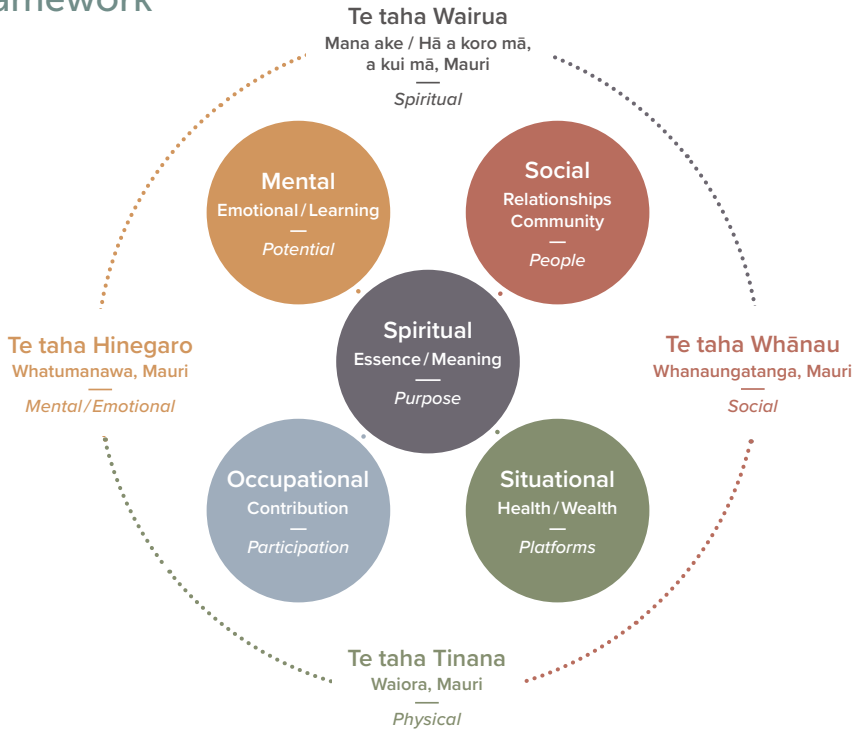 Te taha Wairua
Mana ake / Hā a koro mā,
a kui mā, Mauri
Spiritual
Mental
Emotional / Learning
Potential
Social
Relationships
Community
People
Te taha Hinegaro
Whatumanawa, Mauri
Mental / Emotional
Spiritual
Essence / Meaning
Purpose
Te taha Whānau
Whanaungatanga, Mauri
Social
Occupational
Contribution
Participation
Situational
Health / Wealth
Platforms
Te taha Tinana
Waiora, Mauri
Physical